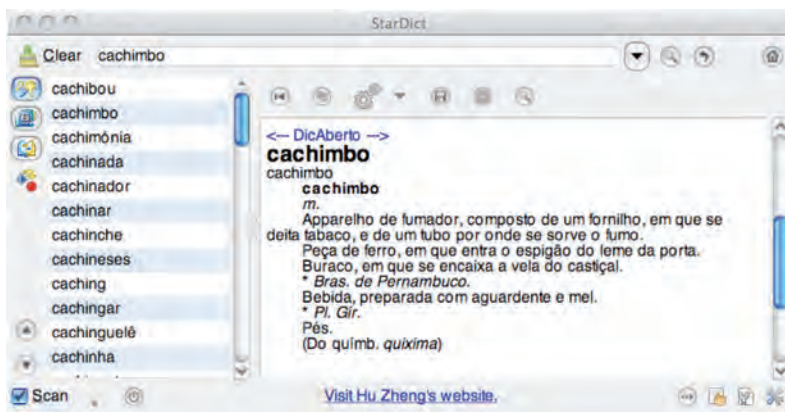 StarDict
Clear cachimbo
cachibou
cachimbo
cachimónia
cachinada
cachinador
cachinar
cachinche
cachineses
caching
cachingar
cachinguelê
cachinha
<--- DicAberto --->
cachimbo
cachimbo
cachimbo
m.
Apparelho de fumador, composto de um fornilho, em que se
deita tabaco, e de um tubo por onde se sorve o fumo.
Peça de ferro, em que entra o espigão do leme da porta.
Buraco, em que se encaixa a vela do castiçal.
* Bras. de Pernambuco.
Bebida, preparada com aguardente e mel.
* Pl. Gír.
Pés.
(Do quimb. quixima)
Scan
Visit Hu Zheng's website.